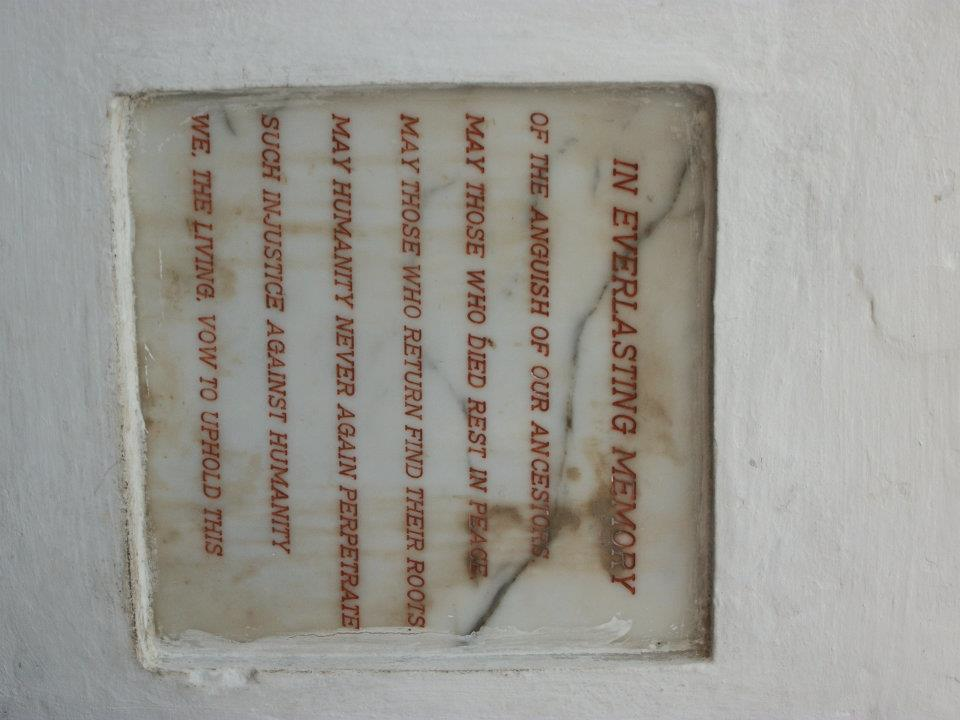 IN EVERLASTING MEMORY
OF THE ANGUISH OF OUR ANCESTORS
MAY THOSE WHO DIED REST IN PEACE
MAY THOSE WHO RETURN FIND THEIR ROOTS
MAY HUMANITY NEVER AGAIN PERPETRATE
SUCH INJUSTICE AGAINST HUMANITY
WE, THE LIVING, VOW TO UPHOLD THIS